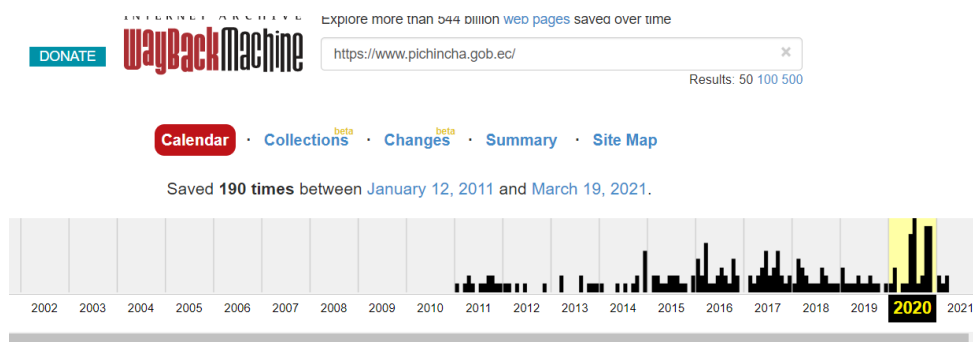 INTERNET ARCHIVE
Explore more than 544 billion web pages saved over time
DONATE
WayBackMachine
https://www.pichincha.gob.ec/ ×
Results: 50 100 500
Calendar · Collections beta · Changes beta · Summary · Site Map
Saved 190 times between January 12, 2011 and March 19, 2021.
2002 2003 2004 2005 2006 2007 2008 2009 2010 2011 2012 2013 2014 2015 2016 2017 2018 2019 2020 2021